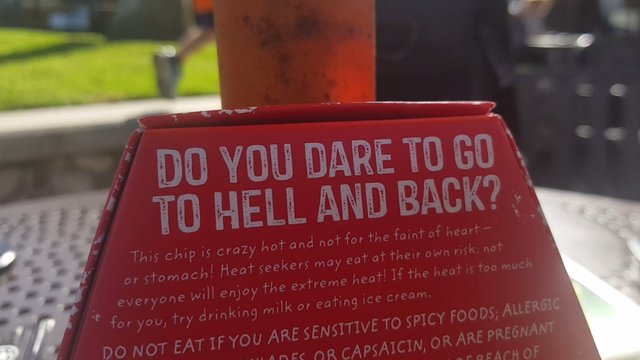 DO YOU DARE TO GO
TO HELL AND BACK?
This chip is crazy hot and not for the faint of heart –
or stomach! Heat seekers may eat at their own risk: not
everyone will enjoy the extreme heat! If the heat is too much
for you, try drinking milk or eating ice cream.
DO NOT EAT IF YOU ARE SENSITIVE TO SPICY FOODS; ALLERGIC
OR CAPSAICIN, OR ARE PREGNANT
REACH OF